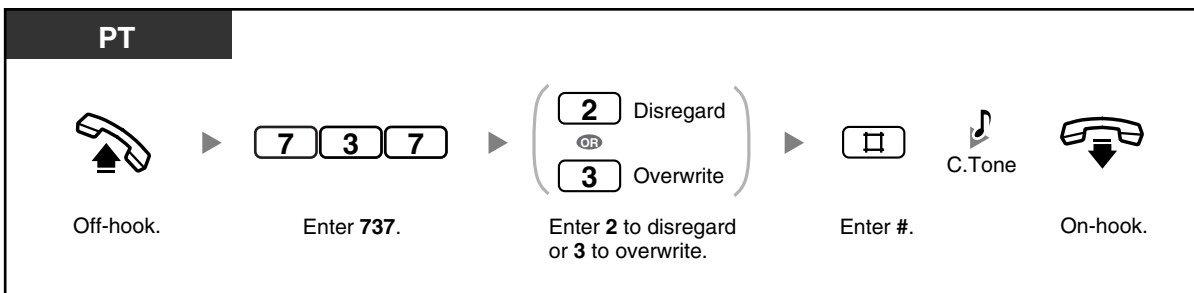 PT
7 3 7
2 Disregard
OR
3 Overwrite
#
C.Tone
Off-hook.
Enter 737.
Enter 2 to disregard
or 3 to overwrite.
Enter #.
On-hook.